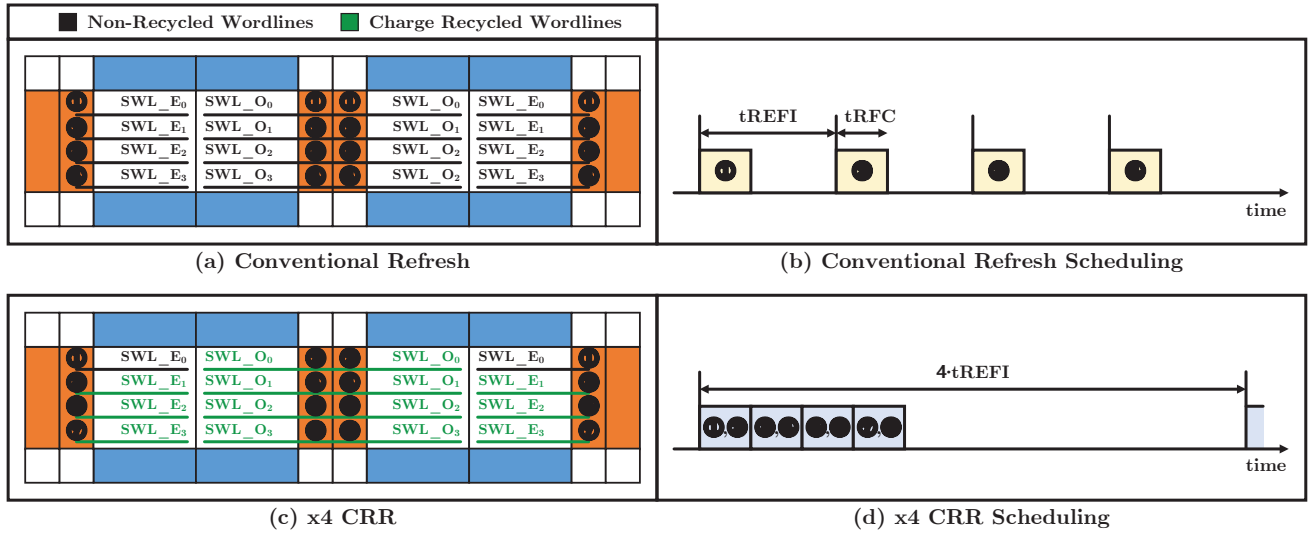 Non-Recycled Wordlines Charge Recycled Wordlines
SWL_E0 SWL_O0 SWL_O0 SWL_E0
SWL_E1 SWL_O1 SWL_O1 SWL_E1
SWL_E2 SWL_O2 SWL_O2 SWL_E2
SWL_E3 SWL_O3 SWL_O2 SWL_E3
tREFI tRFC
time
(a) Conventional Refresh
(b) Conventional Refresh Scheduling
SWL_E0 SWL_O0 SWL_O0 SWL_E0
SWL_E1 SWL_O1 SWL_O1 SWL_E1
SWL_E2 SWL_O2 SWL_O2 SWL_E2
SWL_E3 SWL_O3 SWL_O3 SWL_E3
4·tREFI
time
(c) x4 CRR
(d) x4 CRR Scheduling